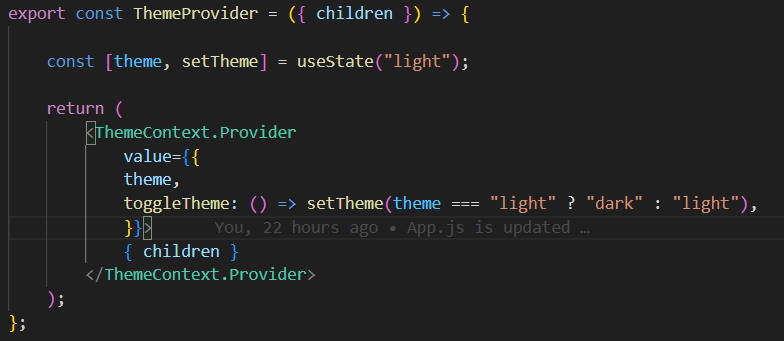 export const ThemeProvider = ({ children }) => {
const [theme, setTheme] = useState("light");
return (
<ThemeContext.Provider
value={{
theme,
toggleTheme: () => setTheme(theme === "light" ? "dark" : "light"),
}}> You, 22 hours ago • App.js is updated …
{ children }
</ThemeContext.Provider>
);
};